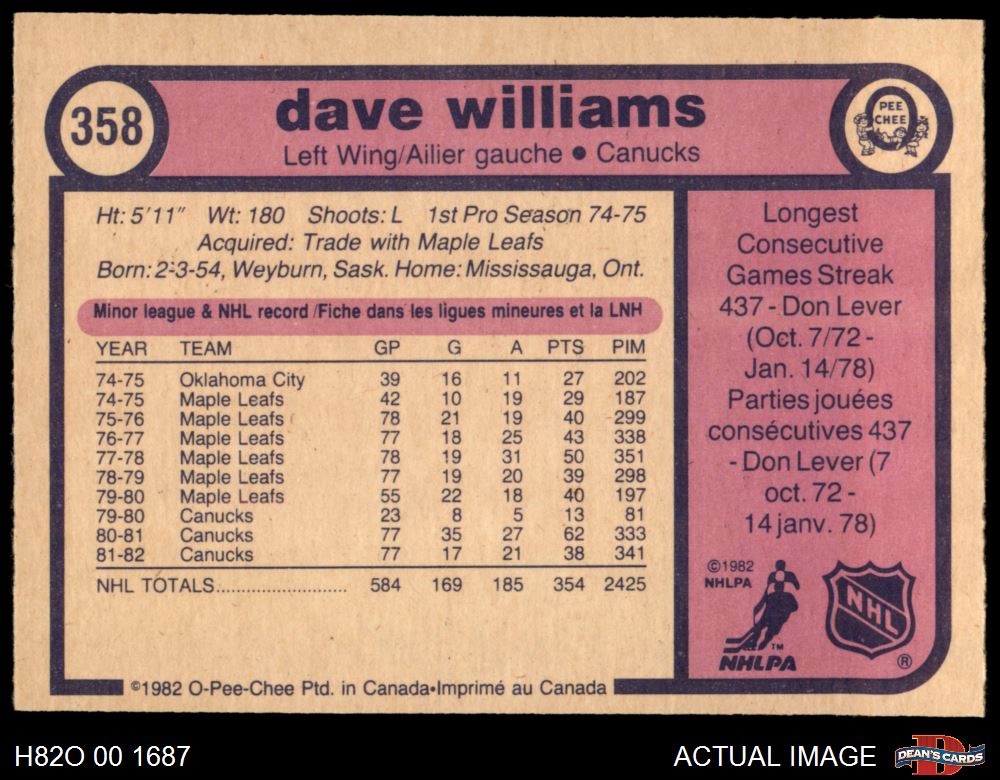 358
dave williams
Left Wing/Ailier gauche ● Canucks
O
PEE
CHEE
Ht: 5'11" Wt: 180 Shoots: L 1st Pro Season 74-75
Acquired: Trade with Maple Leafs
Born: 2-3-54, Weyburn, Sask. Home: Mississauga, Ont.
Minor league & NHL record/Fiche dans les ligues mineures et la LNH
YEAR TEAM GP G A PTS PIM
74-75 Oklahoma City 39 16 11 27 202
74-75 Maple Leafs 42 10 19 29 187
75-76 Maple Leafs 78 21 19 40 299
76-77 Maple Leafs 77 18 25 43 338
77-78 Maple Leafs 78 19 31 50 351
78-79 Maple Leafs 77 19 20 39 298
79-80 Maple Leafs 55 22 18 40 197
79-80 Canucks 23 8 5 13 81
80-81 Canucks 77 35 27 62 333
81-82 Canucks 77 17 21 38 341
NHL TOTALS.......................... 584 169 185 354 2425
©1982 O-Pee-Chee Ptd. in Canada•Imprimé au Canada
Longest
Consecutive
Games Streak
437 - Don Lever
(Oct. 7/72 -
Jan. 14/78)
Parties jouées
consécutives 437
- Don Lever (7
oct. 72 -
14 janv. 78)
©1982
NHLPA
TM
NHLPA
NHL
®
H82O 00 1687
ACTUAL IMAGE
D
DEAN'S CARDS